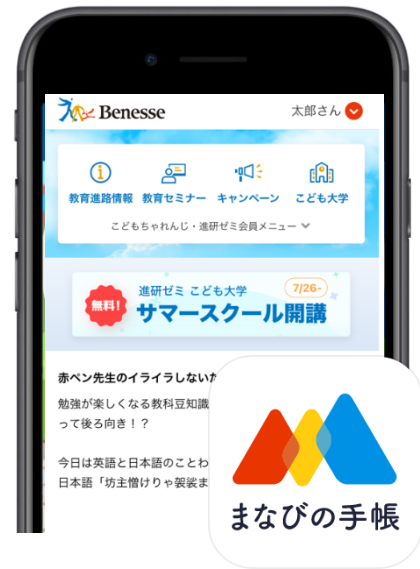 Benesse
太郎さん
教育進路情報 教育セミナー キャンペーン こども大学
こどもちゃれんじ・進研ゼミ会員メニュー
無料!
進研ゼミ こども大学
7/26-
サマースクール開講
赤ペン先生のイライラしない
勉強が楽しくなる教科豆知識
って後ろ向き！？
今日は英語と日本語のことわ
日本語「坊主憎けりゃ袈裟ま
まなびの手帳